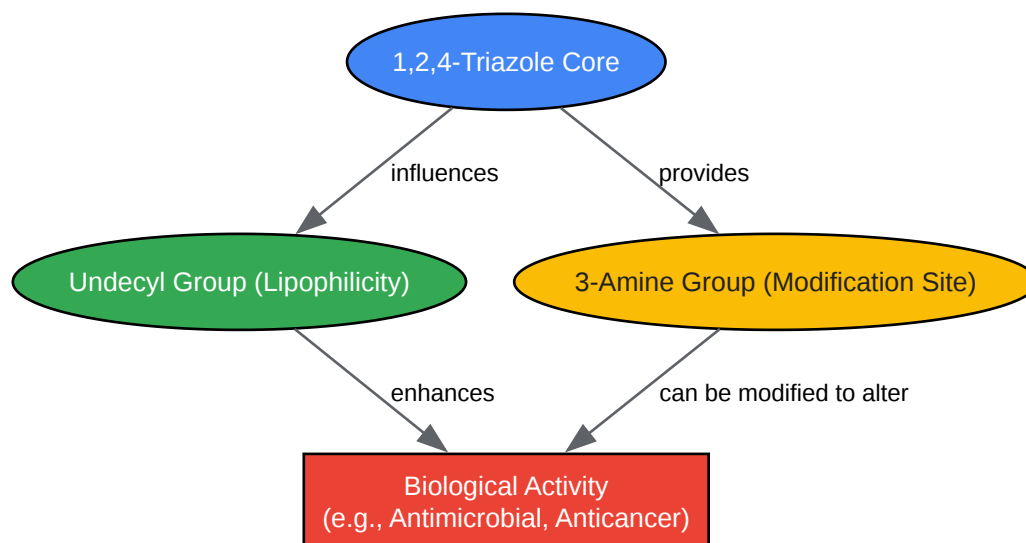 1,2,4-Triazole Core
influences
provides
Undecyl Group (Lipophilicity)
3-Amine Group (Modification Site)
enhances
can be modified to alter
Biological Activity
(e.g., Antimicrobial, Anticancer)